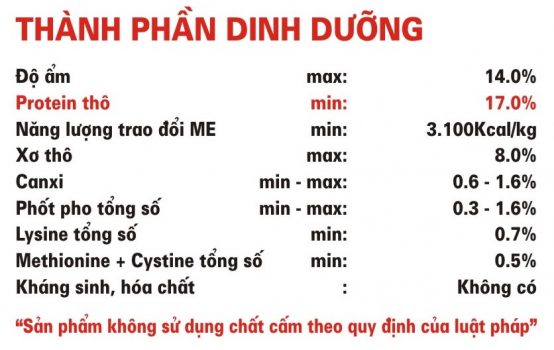 THÀNH PHẦN DINH DƯỠNG
Độ ẩm max: 14.0%
Protein thô min: 17.0%
Năng lượng trao đổi ME min: 3.100Kcal/kg
Xơ thô max: 8.0%
Canxi min - max: 0.6 - 1.6%
Phốt pho tổng số min - max: 0.3 - 1.6%
Lysine tổng số min: 0.7%
Methionine + Cystine tổng số min: 0.5%
Kháng sinh, hóa chất : Không có
“Sản phẩm không sử dụng chất cấm theo quy định của luật pháp”